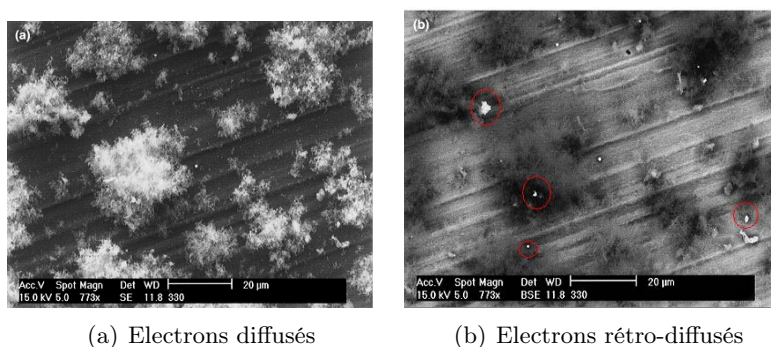 (a)
Acc.V Spot Magn Det WD 20 µm
15.0 kV 5.0 773x SE 11.8 330
(b)
Acc.V Spot Magn Det WD 20 µm
15.0 kV 5.0 773x BSE 11.8 330
(a) Electrons diffusés
(b) Electrons rétro-diffusés